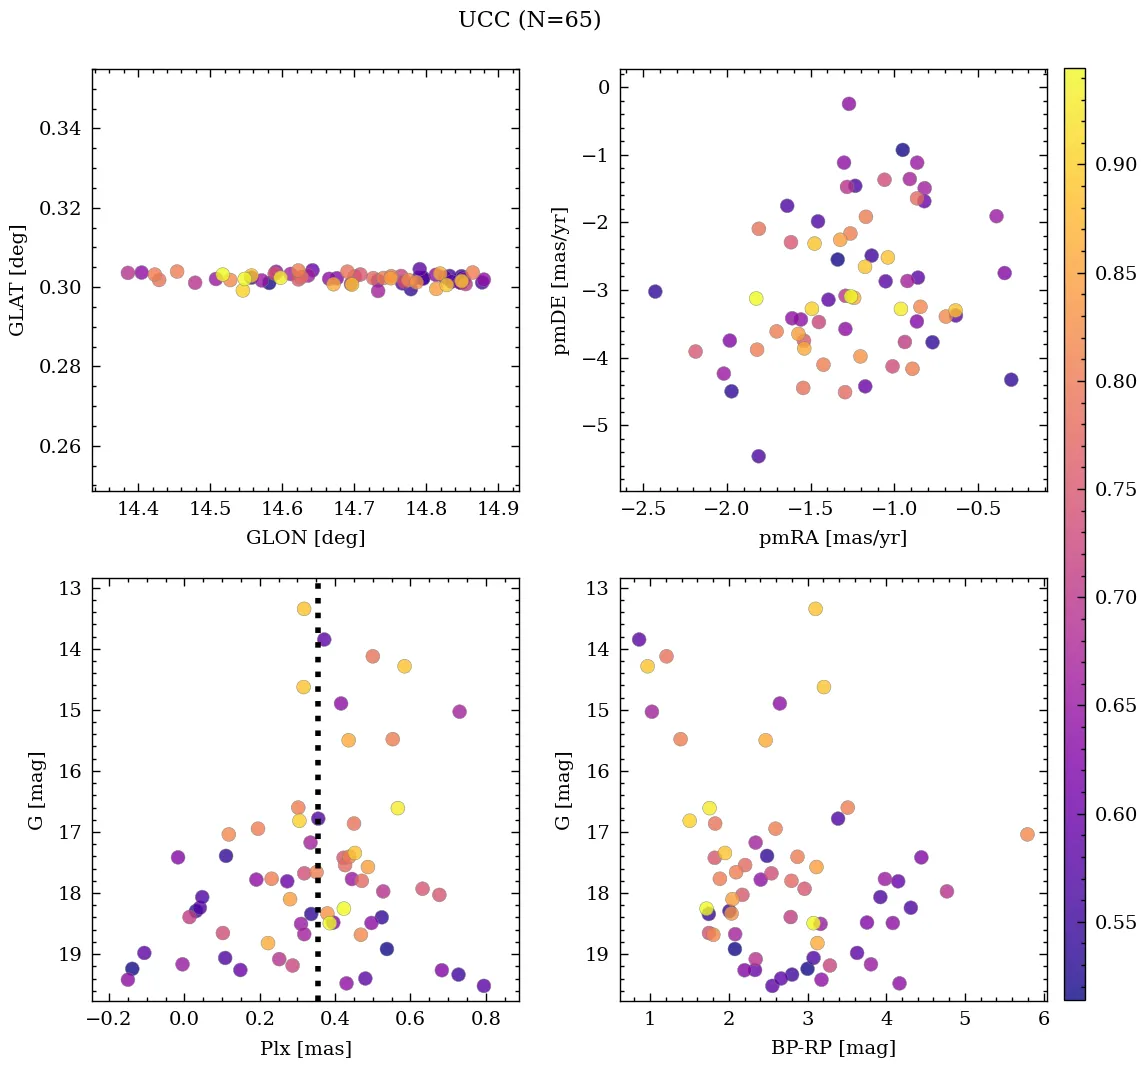 UCC (N=65)
0.34
0.32
0.30
0.28
0.26
GLAT [deg]
14.4 14.5 14.6 14.7 14.8 14.9
GLON [deg]
0
−1
−2
−3
−4
−5
pmDE [mas/yr]
−2.5 −2.0 −1.5 −1.0 −0.5
pmRA [mas/yr]
13
14
15
16
17
18
19
G [mag]
−0.2 0.0 0.2 0.4 0.6 0.8
Plx [mas]
13
14
15
16
17
18
19
G [mag]
1 2 3 4 5 6
BP-RP [mag]
0.90
0.85
0.80
0.75
0.70
0.65
0.60
0.55